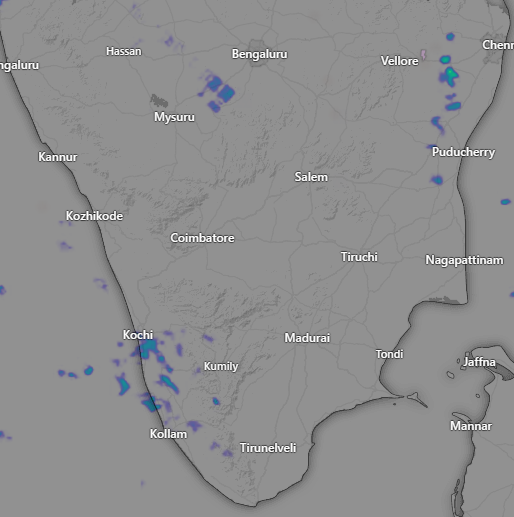 Hassan
Bengaluru
Vellore
Chenn
ngaluru
Mysuru
Kannur
Puducherry
Salem
Kozhikode
Coimbatore
Tiruchi
Nagapattinam
Kochi
Madurai
Tondi
Kumily
Jaffna
Kollam
Mannar
Tirunelveli